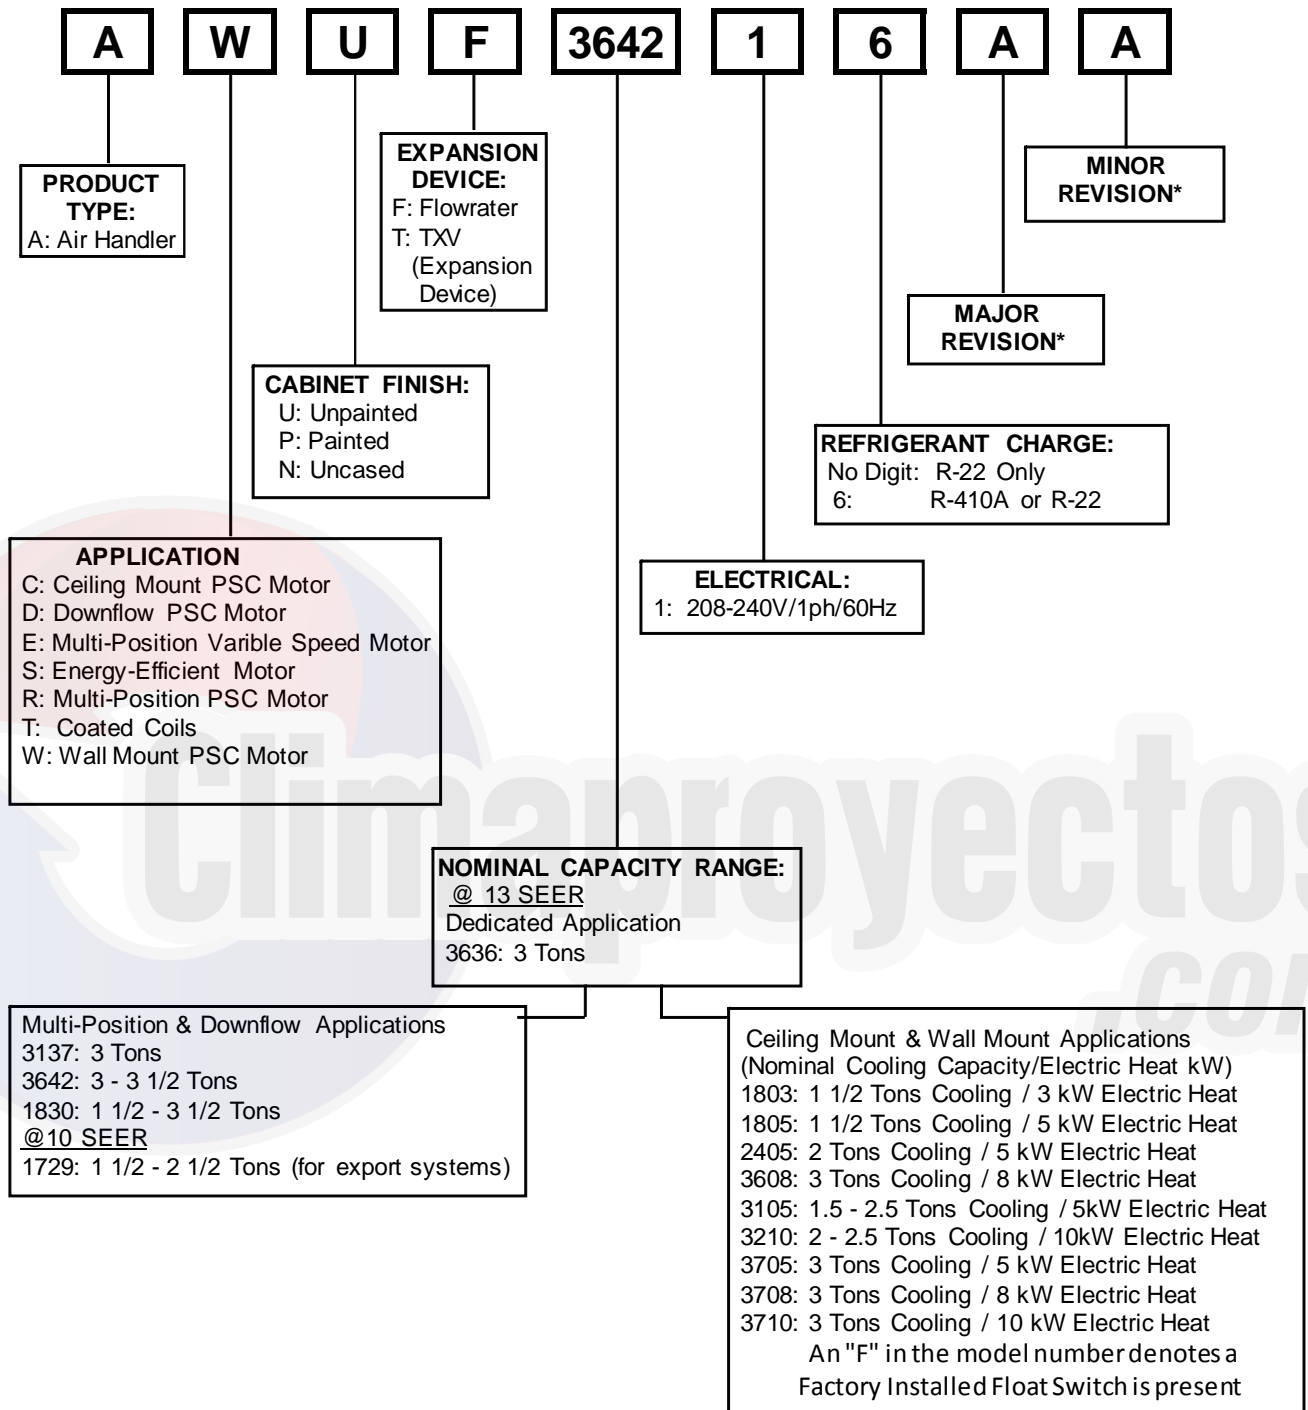 A W U F 3642 1 6 A A
PRODUCT
TYPE:
A: Air Handler
EXPANSION
DEVICE:
F: Flowrater
T: TXV
(Expansion
Device)
MINOR
REVISION*
MAJOR
REVISION*
CABINET FINISH:
U: Unpainted
P: Painted
N: Uncased
REFRIGERANT CHARGE:
No Digit: R-22 Only
6: R-410A or R-22
APPLICATION
C: Ceiling Mount PSC Motor
D: Downflow PSC Motor
E: Multi-Position Varible Speed Motor
S: Energy-Efficient Motor
R: Multi-Position PSC Motor
T: Coated Coils
W: Wall Mount PSC Motor
ELECTRICAL:
1: 208-240V/1ph/60Hz
Climaproyectos
.com
NOMINAL CAPACITY RANGE:
@ 13 SEER
Dedicated Application
3636: 3 Tons
Multi-Position & Downflow Applications
3137: 3 Tons
3642: 3 - 3 1/2 Tons
1830: 1 1/2 - 3 1/2 Tons
@10 SEER
1729: 1 1/2 - 2 1/2 Tons (for export systems)
Ceiling Mount & Wall Mount Applications
(Nominal Cooling Capacity/Electric Heat kW)
1803: 1 1/2 Tons Cooling / 3 kW Electric Heat
1805: 1 1/2 Tons Cooling / 5 kW Electric Heat
2405: 2 Tons Cooling / 5 kW Electric Heat
3608: 3 Tons Cooling / 8 kW Electric Heat
3105: 1.5 - 2.5 Tons Cooling / 5kW Electric Heat
3210: 2 - 2.5 Tons Cooling / 10kW Electric Heat
3705: 3 Tons Cooling / 5 kW Electric Heat
3708: 3 Tons Cooling / 8 kW Electric Heat
3710: 3 Tons Cooling / 10 kW Electric Heat
An "F" in the model number denotes a
Factory Installed Float Switch is present